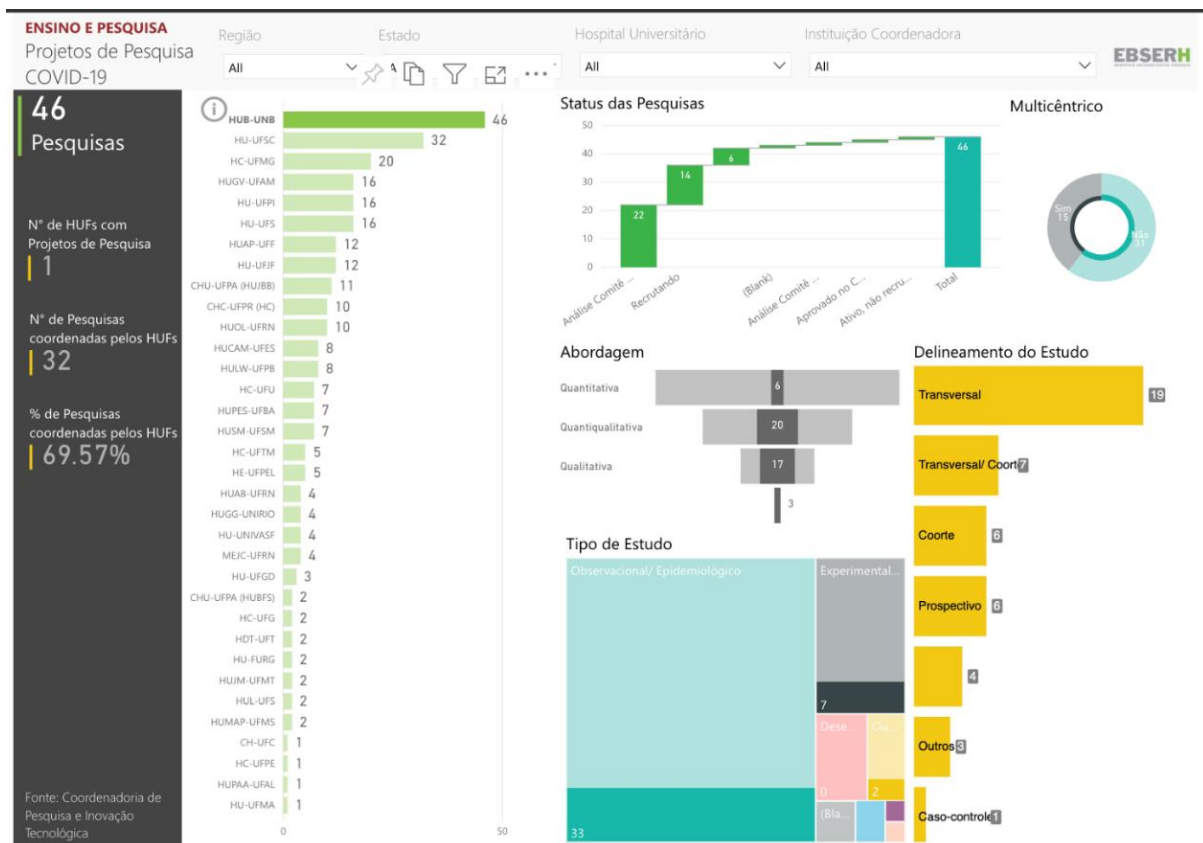 ENSINO E PESQUISA
Projetos de Pesquisa
COVID-19
Região
All
Estado
A
Hospital Universitário
All
Instituição Coordenadora
All
EBSERH
46
Pesquisas
N° de HUFs com
Projetos de Pesquisa
1
N° de Pesquisas
coordenadas pelos HUFs
32
% de Pesquisas
coordenadas pelos HUFs
69.57%
Fonte: Coordenadoria de
Pesquisa e Inovação
Tecnológica
HUB-UNB 46
HU-UFSC 32
HC-UFMG 20
HUGV-UFAM 16
HU-UFPI 16
HU-UFS 16
HUAP-UFF 12
HU-UFJF 12
CHU-UFPA (HUJBB) 11
CHC-UFPR (HC) 10
HUOL-UFRN 10
HUCAM-UFES 8
HULW-UFPB 8
HC-UFU 7
HUPES-UFBA 7
HUSM-UFSM 7
HC-UFTM 5
HE-UFPEL 5
HUAB-UFRN 4
HUGG-UNIRIO 4
HU-UNIVASF 4
MEJC-UFRN 4
HU-UFGD 3
CHU-UFPA (HUBFS) 2
HC-UFG 2
HDT-UFT 2
HU-FURG 2
HUJM-UFMT 2
HUL-UFS 2
HUMAP-UFMS 2
CH-UFC 1
HC-UFPE 1
HUPAA-UFAL 1
HU-UFMA 1
0 50
Status das Pesquisas
50
40
30
20
10
0
22
14
6
46
Análise Comitê ...
Recrutando
(Blank)
Análise Comitê ...
Aprovado no C...
Ativo, não recru...
Total
Multicêntrico
Sim
15
Não
31
Abordagem
Quantitativa 6
Quantiqualitativa 20
Qualitativa 17
3
Tipo de Estudo
Observacional/ Epidemiológico
33
Experimental...
7
Dese...
0
Ou...
2
(Bla...
Delineamento do Estudo
Transversal 19
Transversal/ Coorte 7
Coorte 6
Prospectivo 6
4
Outros 3
Caso-controle 1